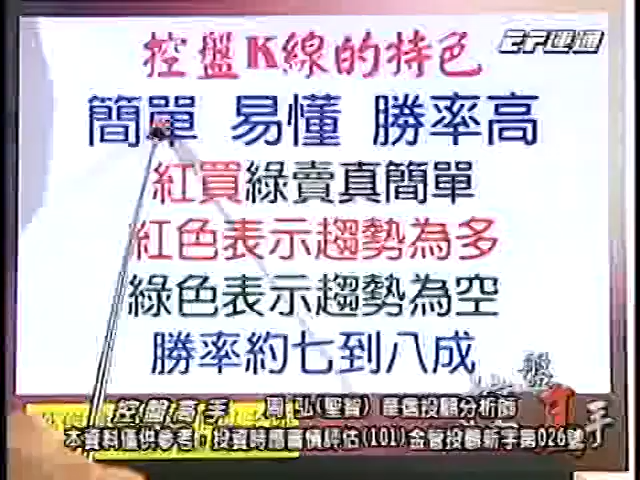 控盤K線的特色
簡單 易懂 勝率高
紅買綠賣真簡單
紅色表示趨勢為多
綠色表示趨勢為空
勝率約七到八成
控盤高手 周 弘(聖賀) 華信投顧分析師
本資料僅供參考，投資時應審慎評估(101)金管投顧新字第026號